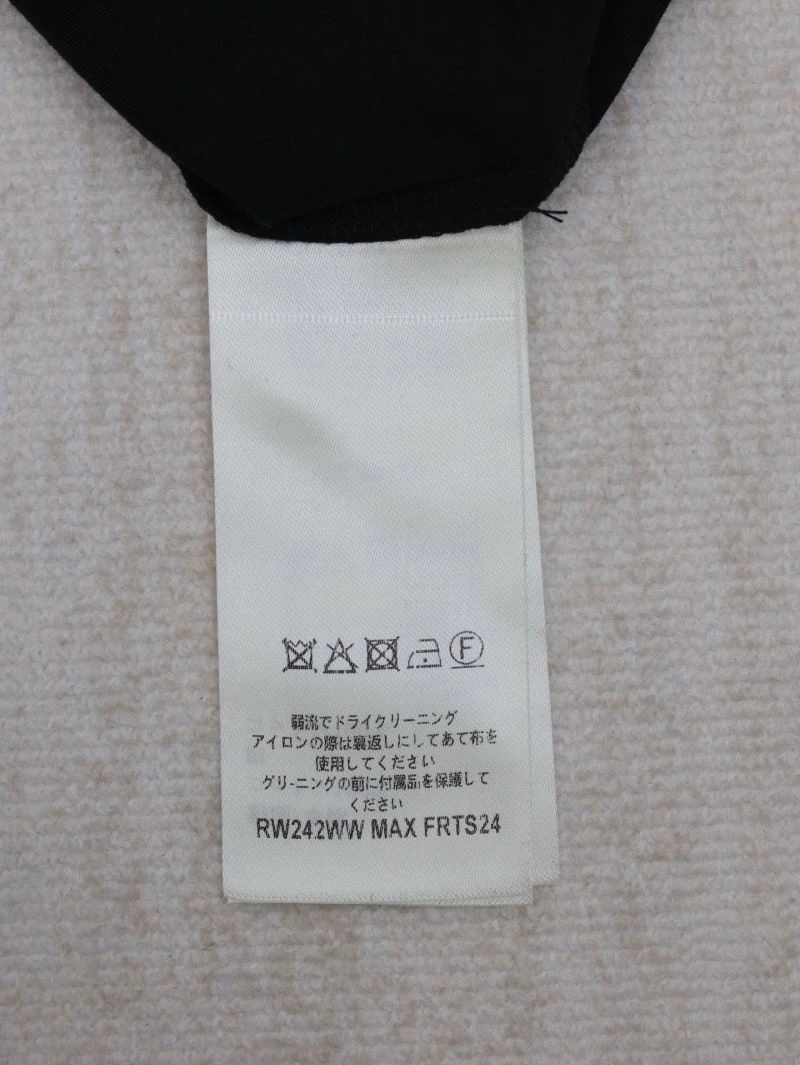 F
弱流でドライクリーニング
アイロンの際は裏返しにしてあて布を
使用してください
グリーニングの前に付属品を保護して
ください
RW242WW MAX FRTS24